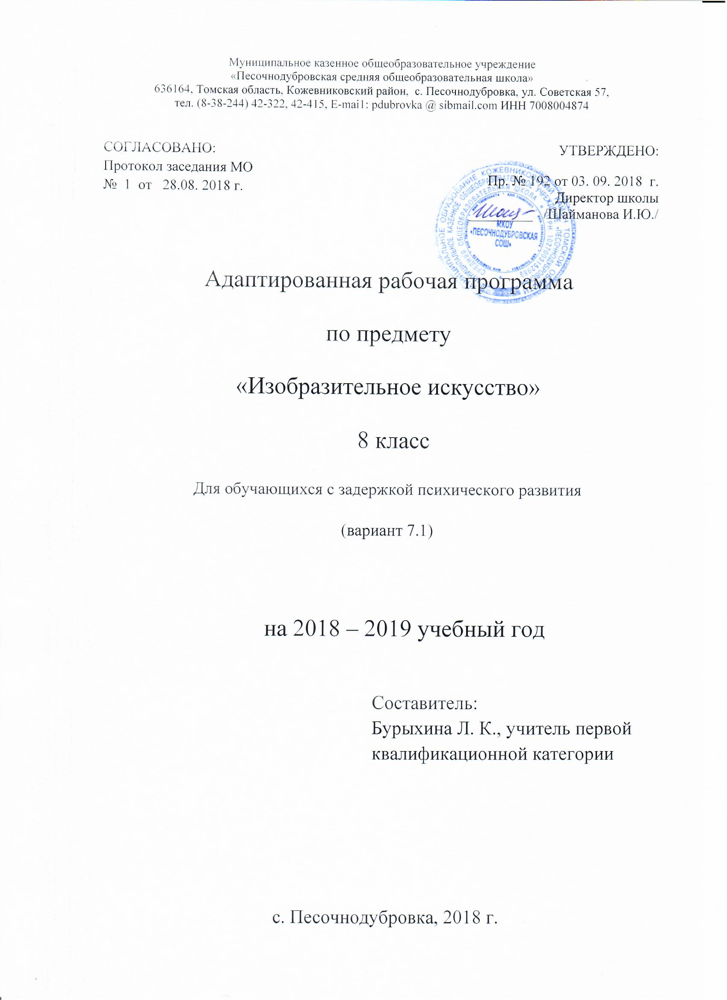 Муниципальное казенное общеобразовательное учреждение
«Песочнодубровская средняя общеобразовательная школа»
636164, Томская область, Кожевниковский район,  с. Песочнодубровка, ул. Советская 57,
тел. (8-38-244) 42-322, 42-415, E-mai1: pdubrovka @ sibmail.com ИНН 7008004874
СОГЛАСОВАНО:
Протокол заседания МО
№  1  от   28.08. 2018 г.
УТВЕРЖДЕНО:
Пр. № 192 от 03. 09. 2018  г.
Директор школы
/Шайманова И.Ю./
МКОУ
«ПЕСОЧНОДУБРОВСКАЯ
СОШ»
Адаптированная рабочая программа
по предмету
«Изобразительное искусство»
8 класс
Для обучающихся с задержкой психического развития
(вариант 7.1)
на 2018 – 2019 учебный год
Составитель:
Бурыхина Л. К., учитель первой
квалификационной категории
с. Песочнодубровка, 2018 г.